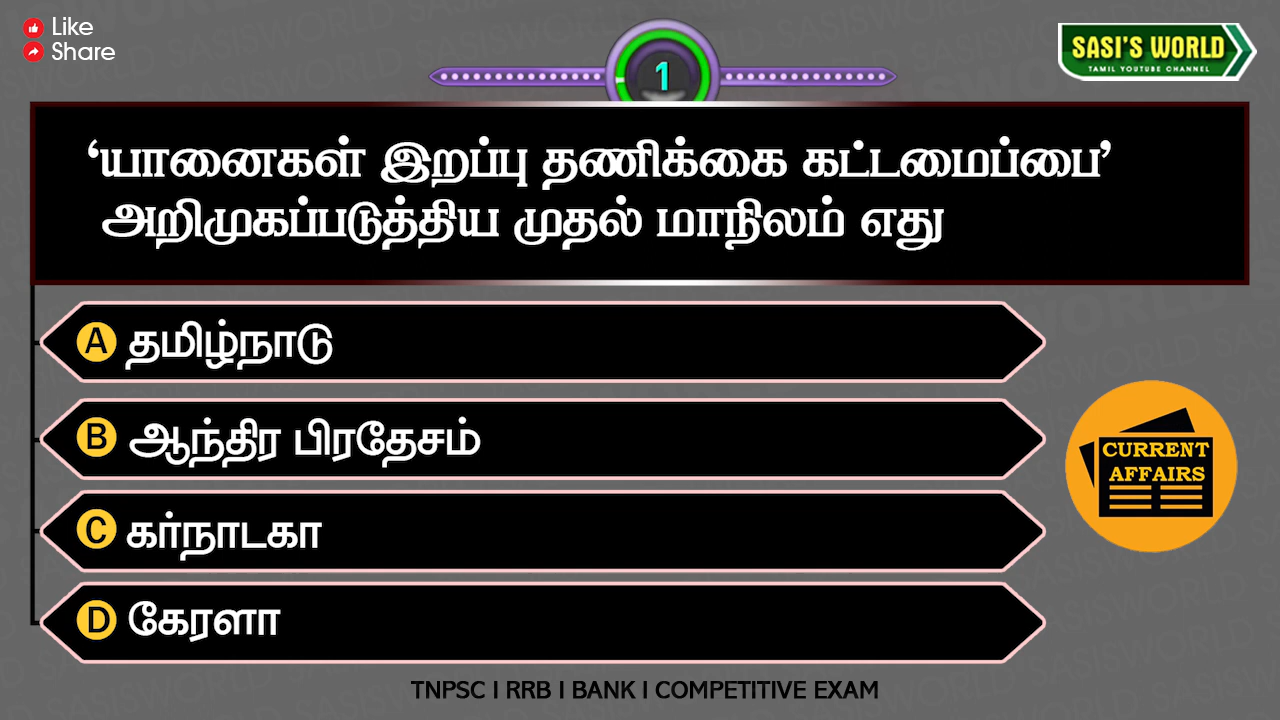 Like
Share
1
SASI'S WORLD
TAMIL YOUTUBE CHANNEL
‘யானைகள் இறப்பு தணிக்கை கட்டமைப்பை’
அறிமுகப்படுத்திய முதல் மாநிலம் எது
A தமிழ்நாடு
B ஆந்திர பிரதேசம்
CURRENT
AFFAIRS
C கர்நாடகா
D கேரளா
TNPSC I RRB I BANK I COMPETITIVE EXAM